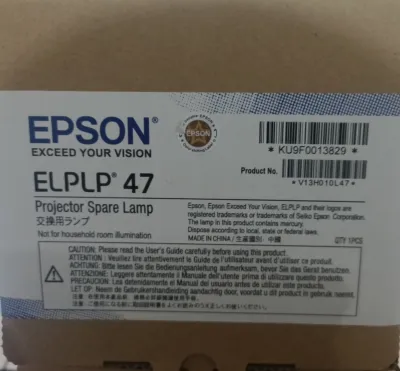 EPSON®
EXCEED YOUR VISION
EPSON
* KU9F0013829 *
Product No.
* V13H010L47 *
ELPLP® 47
Projector Spare Lamp
交換用ランプ
Not for household room illumination
Epson, Epson Exceed Your Vision, ELPLP and their logos are
registered trademarks or trademarks of Seiko Epson Corporation.
The lamp in this product contains mercury.
Dispose according to local, state or federal laws.
MADE IN CHINA / 生産國別: 中國
QTY 1PCS
CAUTION: Please read the User's Guide carefully before using this product.
ATTENTION : Veuillez lire attentivement le Guide de l'utilisateur avant d'utiliser ce produit.
ACHTUNG: Bitte lesen Sie die Bedienungsanleitung aufmerksam, bevor Sie das Gerät benutzen.
ATTENZIONE: Leggere attentamente il Manuale dell'utente prima di utilizzare questo prodotto.
PRECAUCIÓN: Lea detenidamente el Manual del usuario antes de utilizar este producto.
LET OP : Neem de Gebruikershandleiding aandachtig door, voordat u dit product in gebruik neemt.